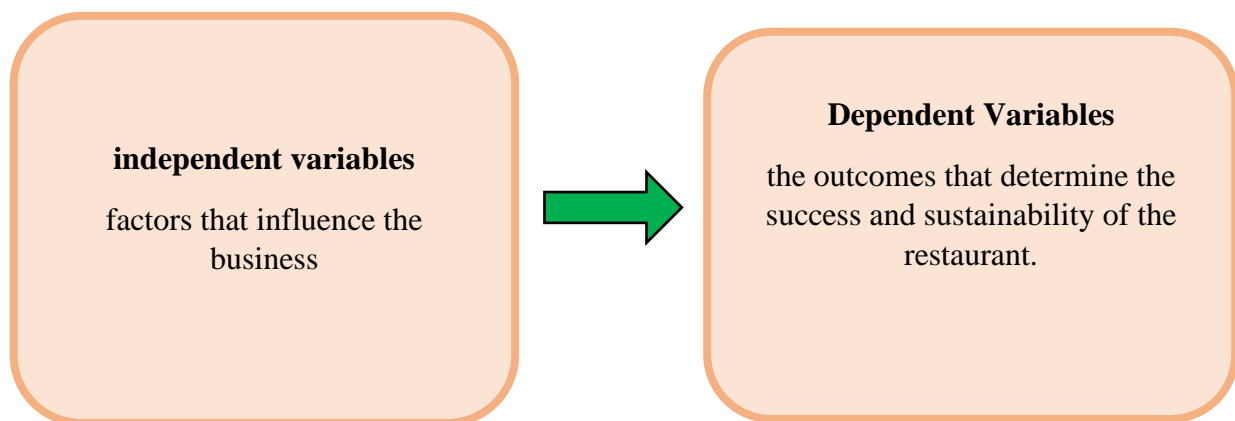 independent variables
factors that influence the
business
Dependent Variables
the outcomes that determine the
success and sustainability of the
restaurant.